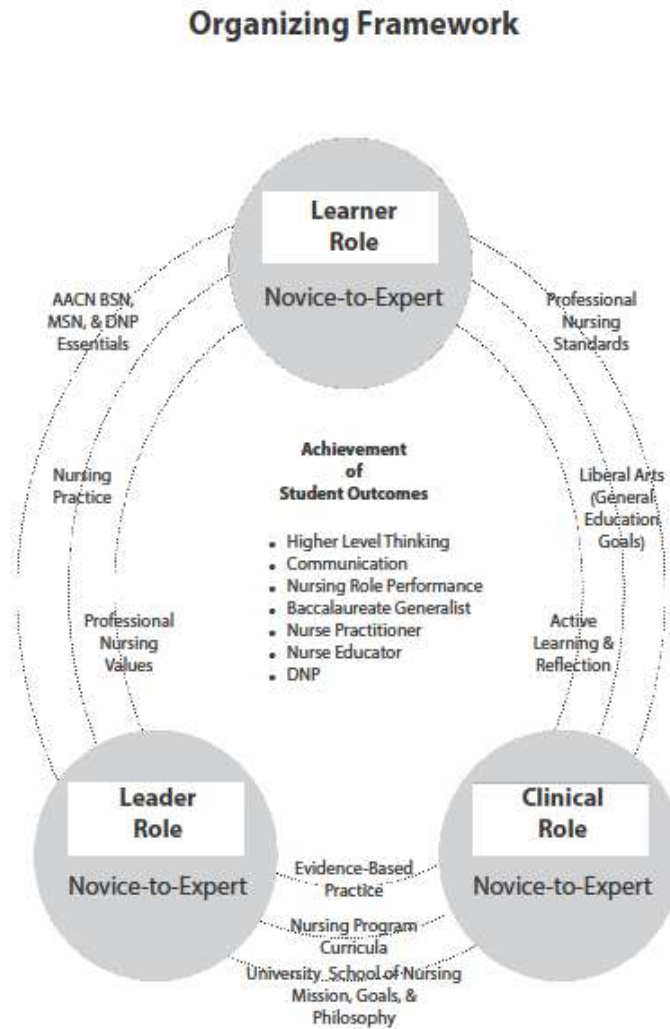 Organizing Framework
Learner
Role
Novice-to-Expert
AACN BSN,
MSN, & DNP
Essentials
Professional
Nursing
Standards
Achievement
of
Student Outcomes
Nursing
Practice
Liberal Arts
(General
Education
Goals)
• Higher Level Thinking
• Communication
• Nursing Role Performance
• Baccalaureate Generalist
• Nurse Practitioner
• Nurse Educator
• DNP
Professional
Nursing
Values
Active
Learning &
Reflection
Leader
Role
Novice-to-Expert
Clinical
Role
Novice-to-Expert
Evidence-Based
Practice
Nursing Program
Curricula
University School of Nursing
Mission, Goals, &
Philosophy